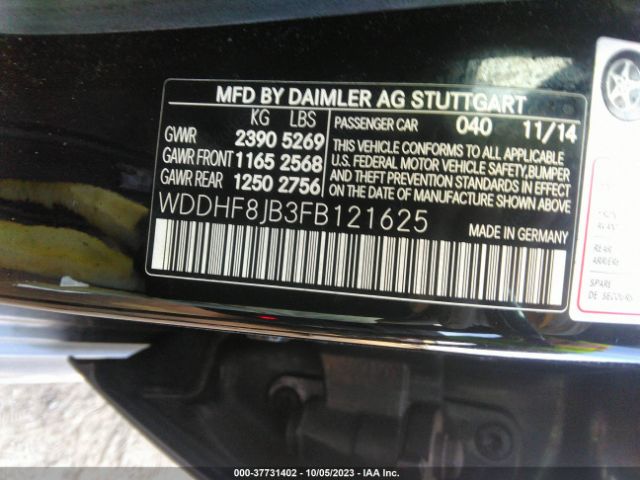 MFD BY DAIMLER AG STUTTGART
KG LBS
GVWR 2390 5269
GAWR FRONT 1165 2568
GAWR REAR 1250 2756
PASSENGER CAR 040 11/14
THIS VEHICLE CONFORMS TO ALL APPLICABLE
U.S. FEDERAL MOTOR VEHICLE SAFETY,BUMPER
AND THEFT PREVENTION STANDARDS IN EFFECT
ON THE DATE OF MANUFACTURE SHOWN ABOVE
WDDHF8JB3FB121625
MADE IN GERMANY
REAR
ARRIERE
SPARE
DE SECOURS
000-37731402 - 10/05/2023 - IAA Inc.